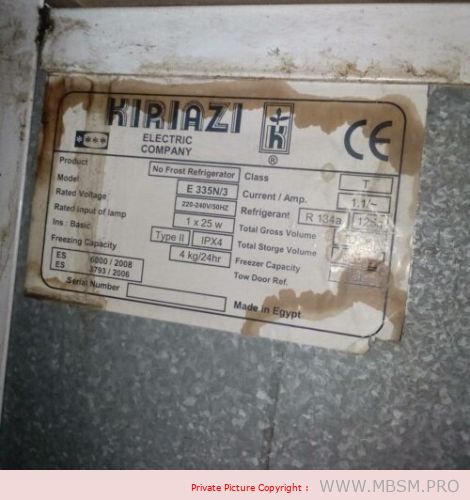 KIRIAZI
ELECTRIC
COMPANY
®
CE
****
Product No Frost Refrigerator
Model E 335N/3
Rated Voltage 220-240V/50HZ
Rated input of lamp 1 x 25 w
Ins : Basic Type II IPX4
Freezing Capacity 4 kg/24hr
ES 6000 / 2008
ES 3793 / 2006
Serial Number
Class T
Current / Amp. 1.1/~
Refrigerant R 134a
Total Gross Volume
Total Storge Volume
Freezer Capacity
Tow Door Ref.
Made in Egypt
Private Picture Copyright : WWW.MBSM.PRO